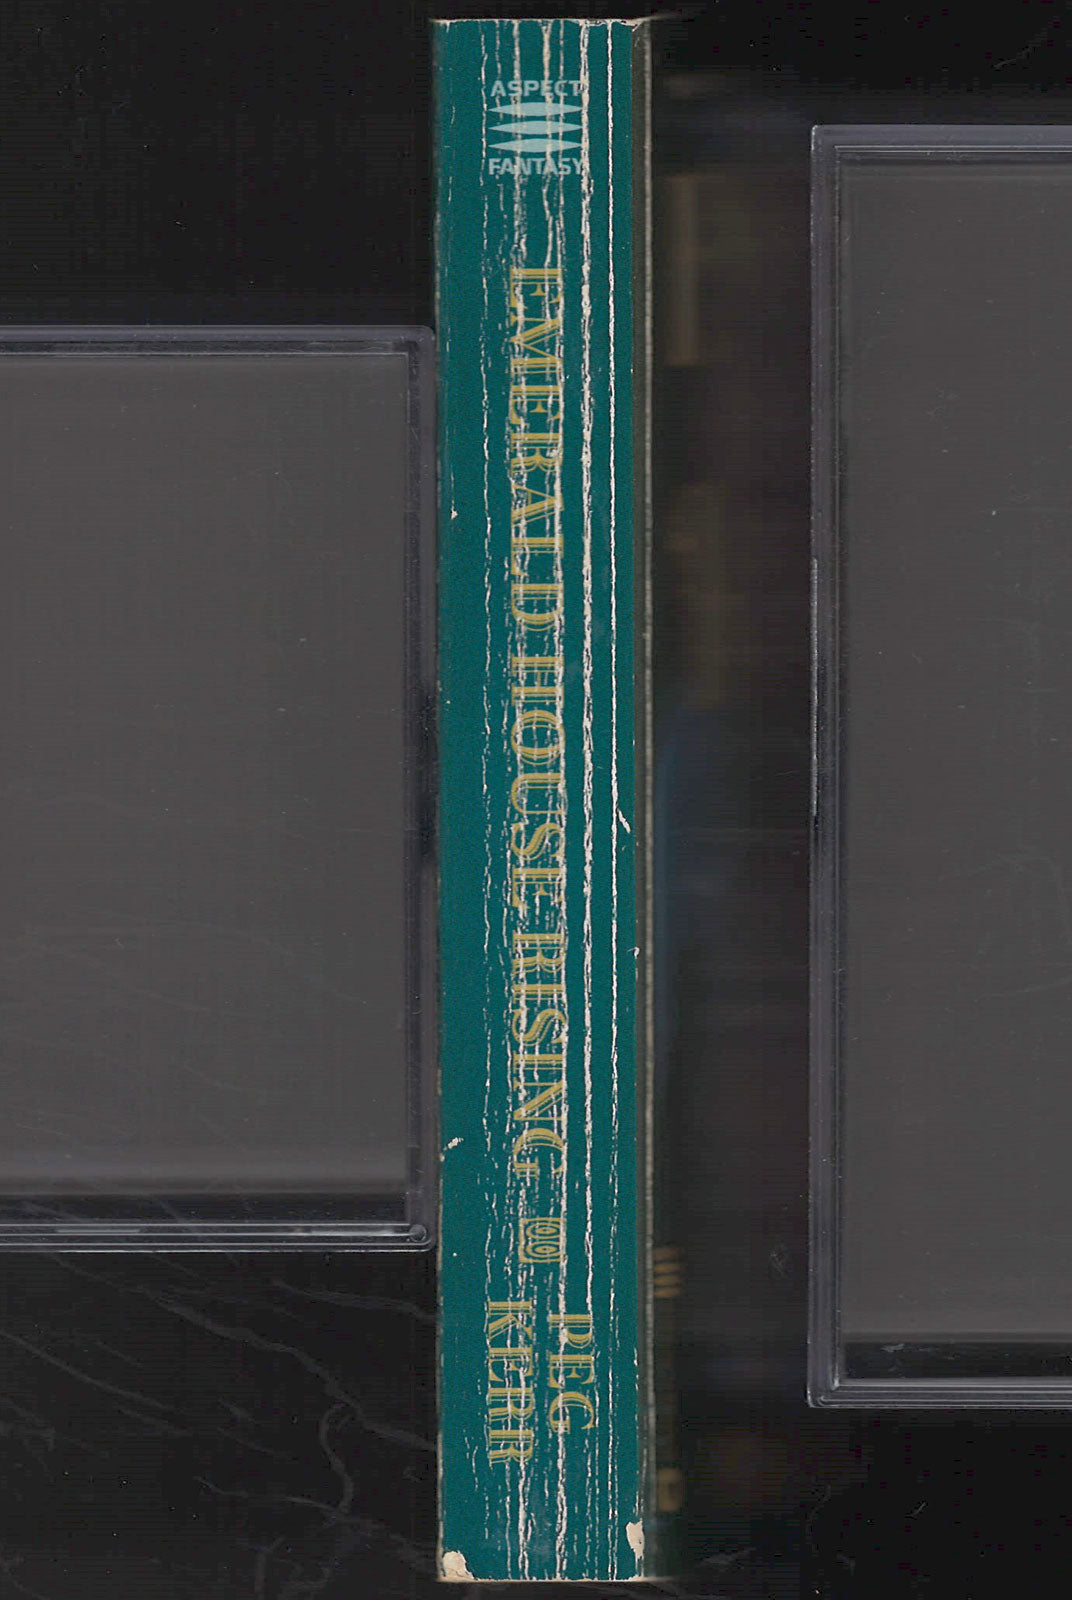 ASPECT
FANTASY
EMERALD HOUSE RISING
PEG
KERR